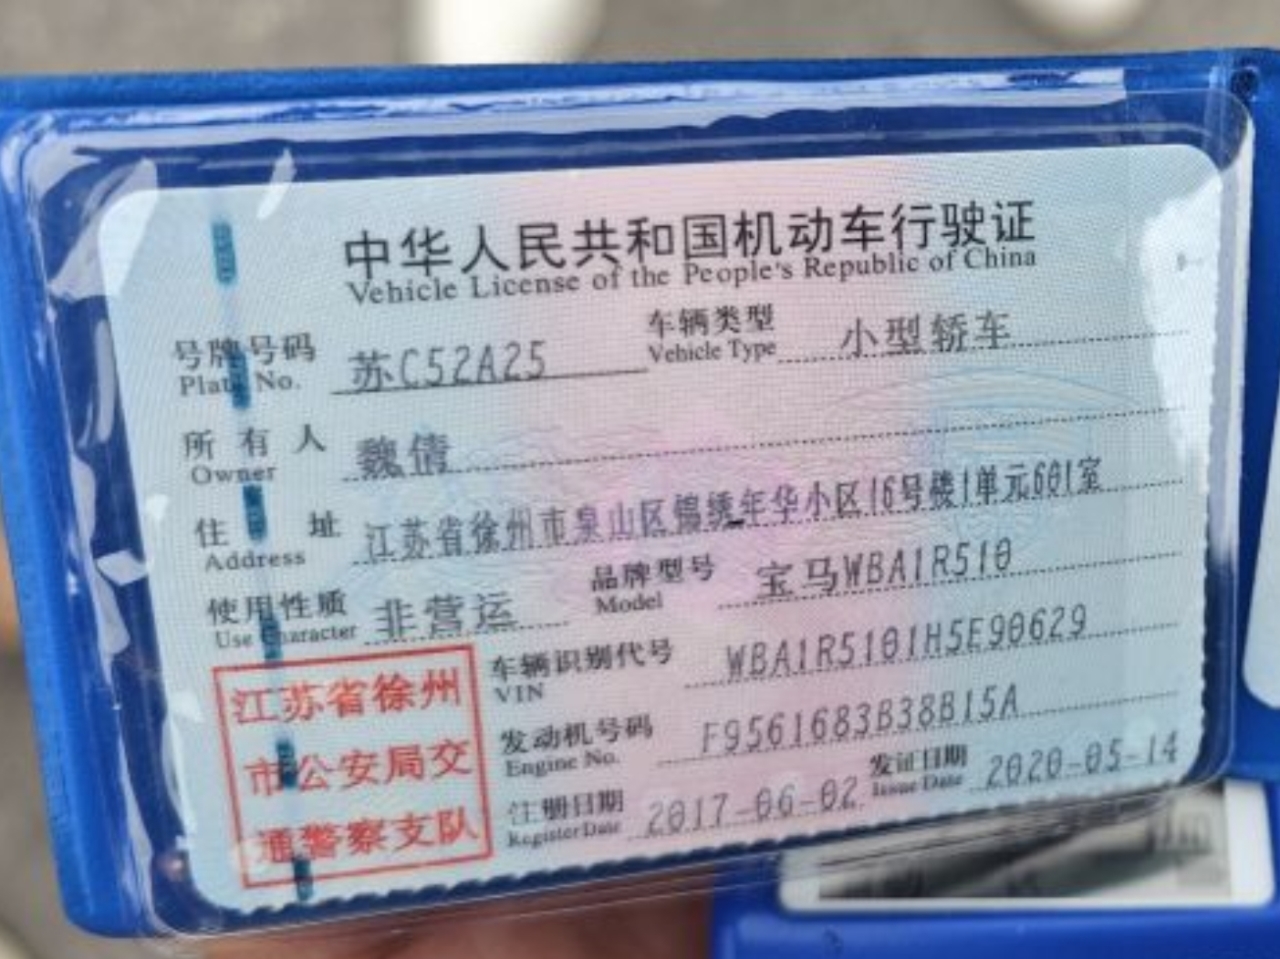 中华人民共和国机动车行驶证
Vehicle License of the People's Republic of China
号牌号码 苏C52A25 车辆类型 小型轿车
Plate No. Vehicle Type
所有人 魏倩
Owner
住址 江苏省徐州市泉山区锦绣年华小区16号楼1单元601室
Address
使用性质 非营运 品牌型号 宝马WBA1R510
Use Character Model
江苏省徐州
市公安局交
通警察支队
车辆识别代号 WBA1R5101H5E90629
VIN
发动机号码 F9561683B38B15A
Engine No.
注册日期 2017-06-02 发证日期 2020-05-14
Register Date Issue Date